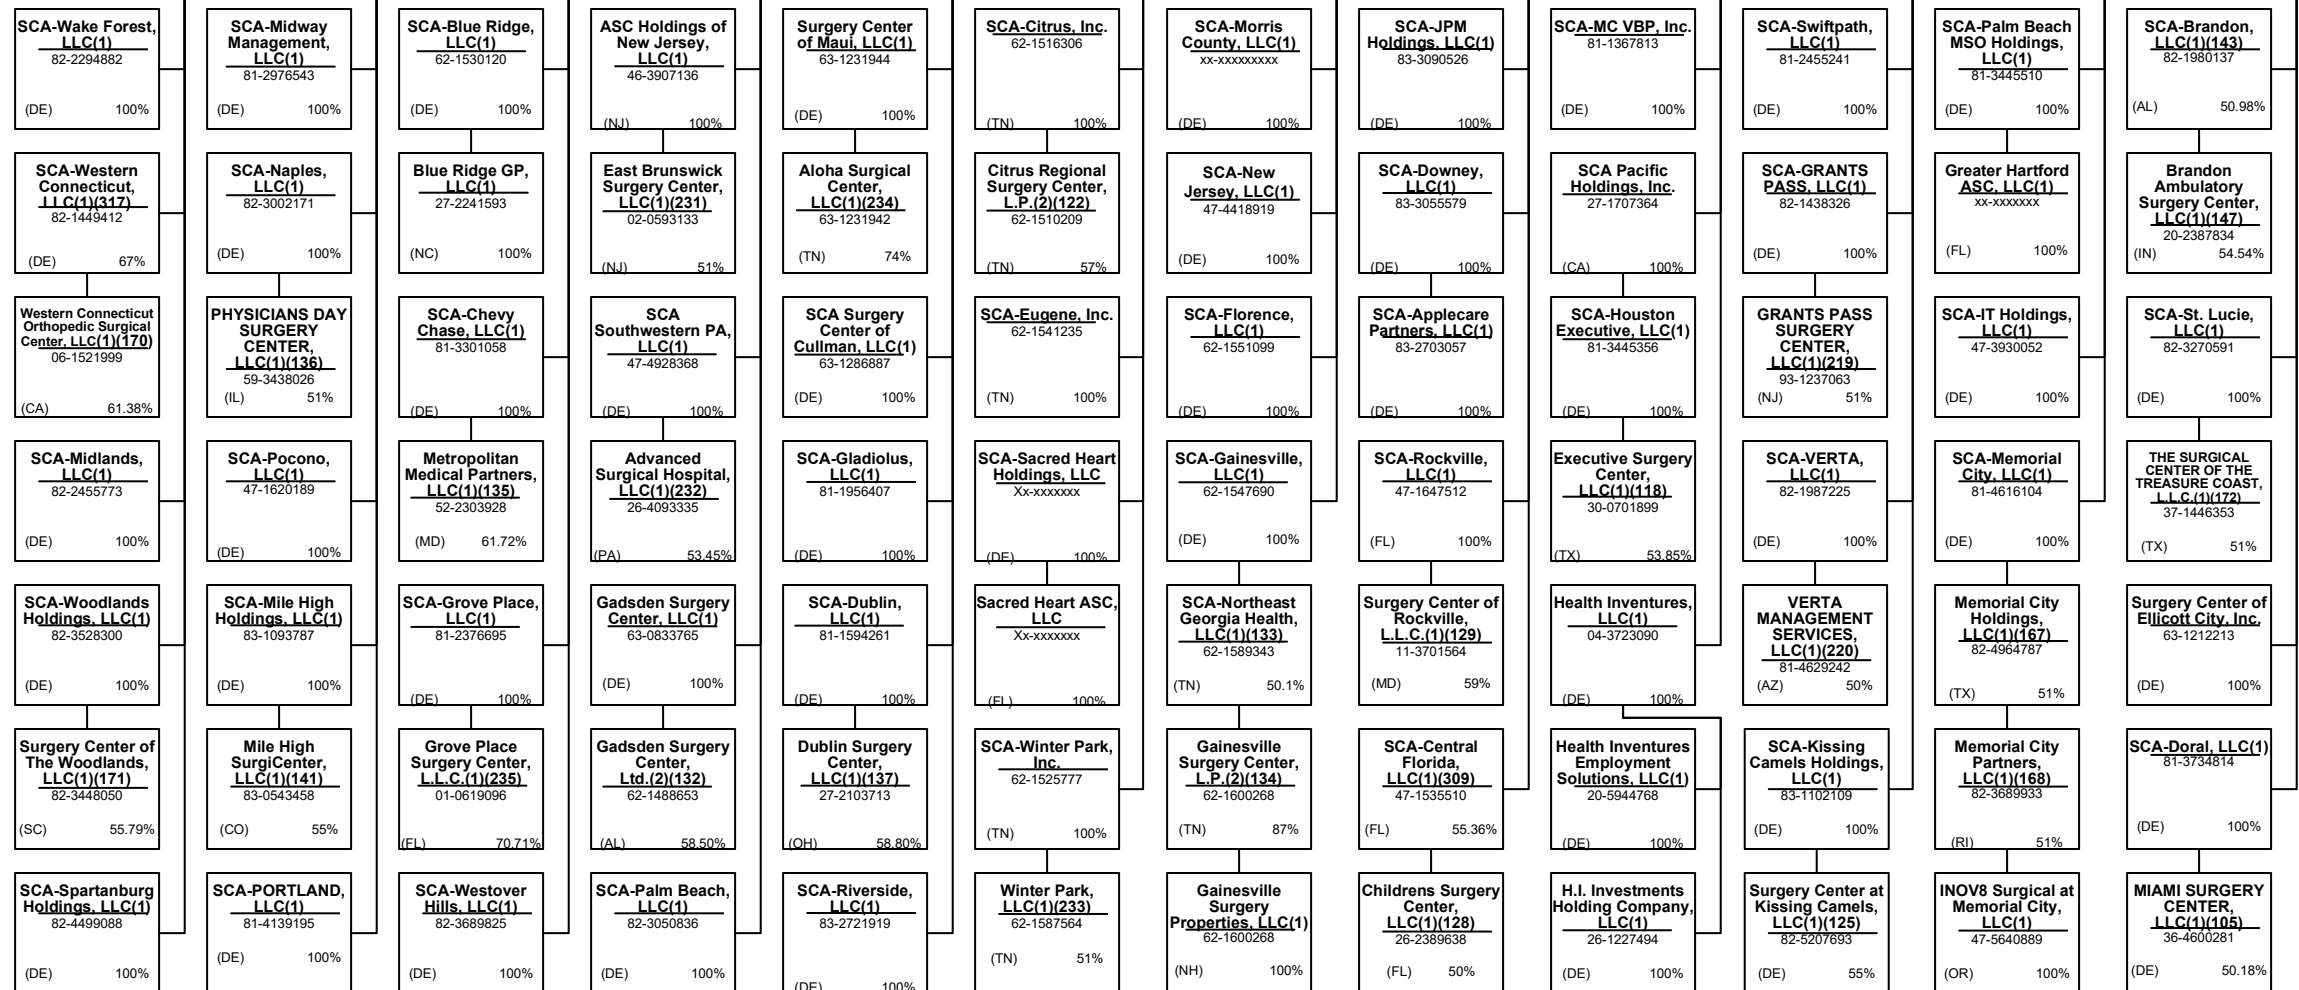 SCA-Wake Forest,
LLC(1)
82-2294882
(DE) 100%
SCA-Midway
Management,
LLC(1)
81-2976543
(DE) 100%
SCA-Blue Ridge,
LLC(1)
62-1530120
(DE) 100%
ASC Holdings of
New Jersey,
LLC(1)
46-3907136
(NJ) 100%
Surgery Center
of Maui, LLC(1)
63-1231944
(DE) 100%
SCA-Citrus, Inc.
62-1516306
(TN) 100%
SCA-Morris
County, LLC(1)
xx-xxxxxxxxx
(DE) 100%
SCA-JPM
Holdings, LLC(1)
83-3090526
(DE) 100%
SCA-MC VBP, Inc.
81-1367813
(DE) 100%
SCA-Swiftpath,
LLC(1)
81-2455241
(DE) 100%
SCA-Palm Beach
MSO Holdings,
LLC(1)
81-3445510
(DE) 100%
SCA-Brandon,
LLC(1)(143)
82-1980137
(AL) 50.98%
SCA-Western
Connecticut,
LLC(1)(317)
82-1449412
(DE) 67%
SCA-Naples,
LLC(1)
82-3002171
(DE) 100%
Blue Ridge GP,
LLC(1)
27-2241593
(NC) 100%
East Brunswick
Surgery Center,
LLC(1)(231)
02-0593133
(NJ) 51%
Aloha Surgical
Center,
LLC(1)(234)
63-1231942
(TN) 74%
Citrus Regional
Surgery Center,
L.P.(2)(122)
62-1510209
(TN) 57%
SCA-New
Jersey, LLC(1)
47-4418919
(DE) 100%
SCA-Downey,
LLC(1)
83-3055579
(DE) 100%
SCA Pacific
Holdings, Inc.
27-1707364
(CA) 100%
SCA-GRANTS
PASS, LLC(1)
82-1438326
(DE) 100%
Greater Hartford
ASC, LLC(1)
xx-xxxxxxx
(FL) 100%
Brandon
Ambulatory
Surgery Center,
LLC(1)(147)
20-2387834
(IN) 54.54%
Western Connecticut
Orthopedic Surgical
Center, LLC(1)(170)
06-1521999
(CA) 61.38%
PHYSICIANS DAY
SURGERY
CENTER,
LLC(1)(136)
59-3438026
(IL) 51%
SCA-Chevy
Chase, LLC(1)
81-3301058
(DE) 100%
SCA
Southwestern PA,
LLC(1)
47-4928368
(DE) 100%
SCA Surgery
Center of
Cullman, LLC(1)
63-1286887
(DE) 100%
SCA-Eugene, Inc.
62-1541235
(TN) 100%
SCA-Florence,
LLC(1)
62-1551099
(DE) 100%
SCA-Applecare
Partners, LLC(1)
83-2703057
(DE) 100%
SCA-Houston
Executive, LLC(1)
81-3445356
(DE) 100%
GRANTS PASS
SURGERY
CENTER,
LLC(1)(219)
93-1237063
(NJ) 51%
SCA-IT Holdings,
LLC(1)
47-3930052
(DE) 100%
SCA-St. Lucie,
LLC(1)
82-3270591
(DE) 100%
SCA-Midlands,
LLC(1)
82-2455773
(DE) 100%
SCA-Pocono,
LLC(1)
47-1620189
(DE) 100%
Metropolitan
Medical Partners,
LLC(1)(135)
52-2303928
(MD) 61.72%
Advanced
Surgical Hospital,
LLC(1)(232)
26-4093335
(PA) 53.45%
SCA-Gladiolus,
LLC(1)
81-1956407
(DE) 100%
SCA-Sacred Heart
Holdings, LLC
Xx-xxxxxxx
(DE) 100%
SCA-Gainesville,
LLC(1)
62-1547690
(DE) 100%
SCA-Rockville,
LLC(1)
47-1647512
(FL) 100%
Executive Surgery
Center,
LLC(1)(118)
30-0701899
(TX) 53.85%
SCA-VERTA,
LLC(1)
82-1987225
(DE) 100%
SCA-Memorial
City, LLC(1)
81-4616104
(DE) 100%
THE SURGICAL
CENTER OF THE
TREASURE COAST,
L.L.C.(1)(172)
37-1446353
(TX) 51%
SCA-Woodlands
Holdings, LLC(1)
82-3528300
(DE) 100%
SCA-Mile High
Holdings, LLC(1)
83-1093787
(DE) 100%
SCA-Grove Place,
LLC(1)
81-2376695
(DE) 100%
Gadsden Surgery
Center, LLC(1)
63-0833765
(DE) 100%
SCA-Dublin,
LLC(1)
81-1594261
(DE) 100%
Sacred Heart ASC,
LLC
Xx-xxxxxxx
(FL) 100%
SCA-Northeast
Georgia Health,
LLC(1)(133)
62-1589343
(TN) 50.1%
Surgery Center of
Rockville,
L.L.C.(1)(129)
11-3701564
(MD) 59%
Health Inventures,
LLC(1)
04-3723090
(DE) 100%
VERTA
MANAGEMENT
SERVICES,
LLC(1)(220)
81-4629242
(AZ) 50%
Memorial City
Holdings,
LLC(1)(167)
82-4964787
(TX) 51%
Surgery Center of
Ellicott City, Inc.
63-1212213
(DE) 100%
Surgery Center of
The Woodlands,
LLC(1)(171)
82-3448050
(SC) 55.79%
Mile High
SurgiCenter,
LLC(1)(141)
83-0543458
(CO) 55%
Grove Place
Surgery Center,
L.L.C.(1)(235)
01-0619096
(FL) 70.71%
Gadsden Surgery
Center,
Ltd.(2)(132)
62-1488653
(AL) 58.50%
Dublin Surgery
Center,
LLC(1)(137)
27-2103713
(OH) 58.80%
SCA-Winter Park,
Inc.
62-1525777
(TN) 100%
Gainesville
Surgery Center,
L.P.(2)(134)
62-1600268
(TN) 87%
SCA-Central
Florida,
LLC(1)(309)
47-1535510
(FL) 55.36%
Health Inventures
Employment
Solutions, LLC(1)
20-5944768
(DE) 100%
SCA-Kissing
Camels Holdings,
LLC(1)
83-1102109
(DE) 100%
Memorial City
Partners,
LLC(1)(168)
82-3689933
(RI) 51%
SCA-Doral, LLC(1)
81-3734814
(DE) 100%
SCA-Spartanburg
Holdings, LLC(1)
82-4499088
(DE) 100%
SCA-PORTLAND,
LLC(1)
81-4139195
(DE) 100%
SCA-Westover
Hills, LLC(1)
82-3689825
(DE) 100%
SCA-Palm Beach,
LLC(1)
82-3050836
(DE) 100%
SCA-Riverside,
LLC(1)
83-2721919
(DE) 100%
Winter Park,
LLC(1)(233)
62-1587564
(TN) 51%
Gainesville
Surgery
Properties, LLC(1)
62-1600268
(NH) 100%
Childrens Surgery
Center,
LLC(1)(128)
26-2389638
(FL) 50%
H.I. Investments
Holding Company,
LLC(1)
26-1227494
(DE) 100%
Surgery Center at
Kissing Camels,
LLC(1)(125)
82-5207693
(DE) 55%
INOV8 Surgical at
Memorial City,
LLC(1)
47-5640889
(OR) 100%
MIAMI SURGERY
CENTER,
LLC(1)(105)
36-4600281
(DE) 50.18%